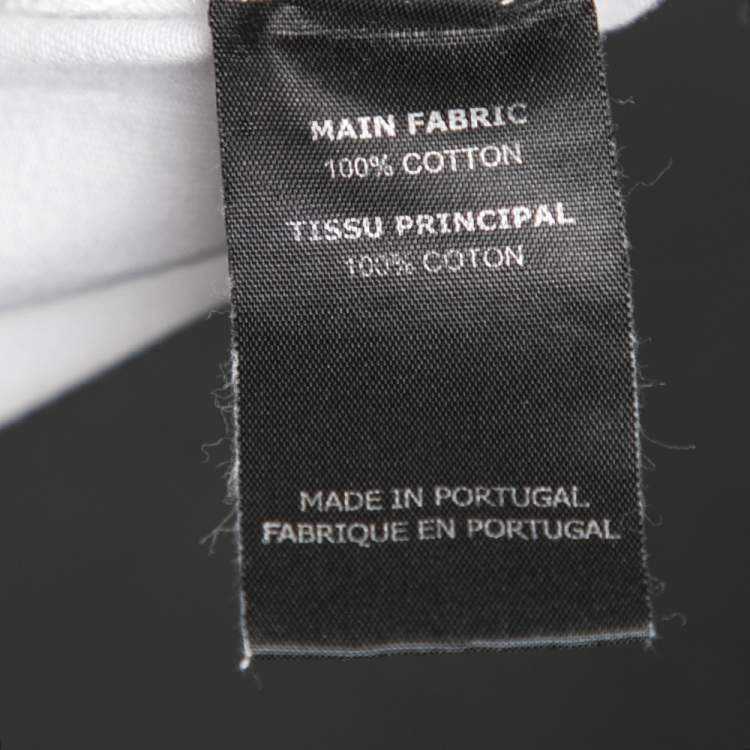 MAIN FABRIC
100% COTTON
TISSU PRINCIPAL
100% COTON
MADE IN PORTUGAL
FABRIQUE EN PORTUGAL